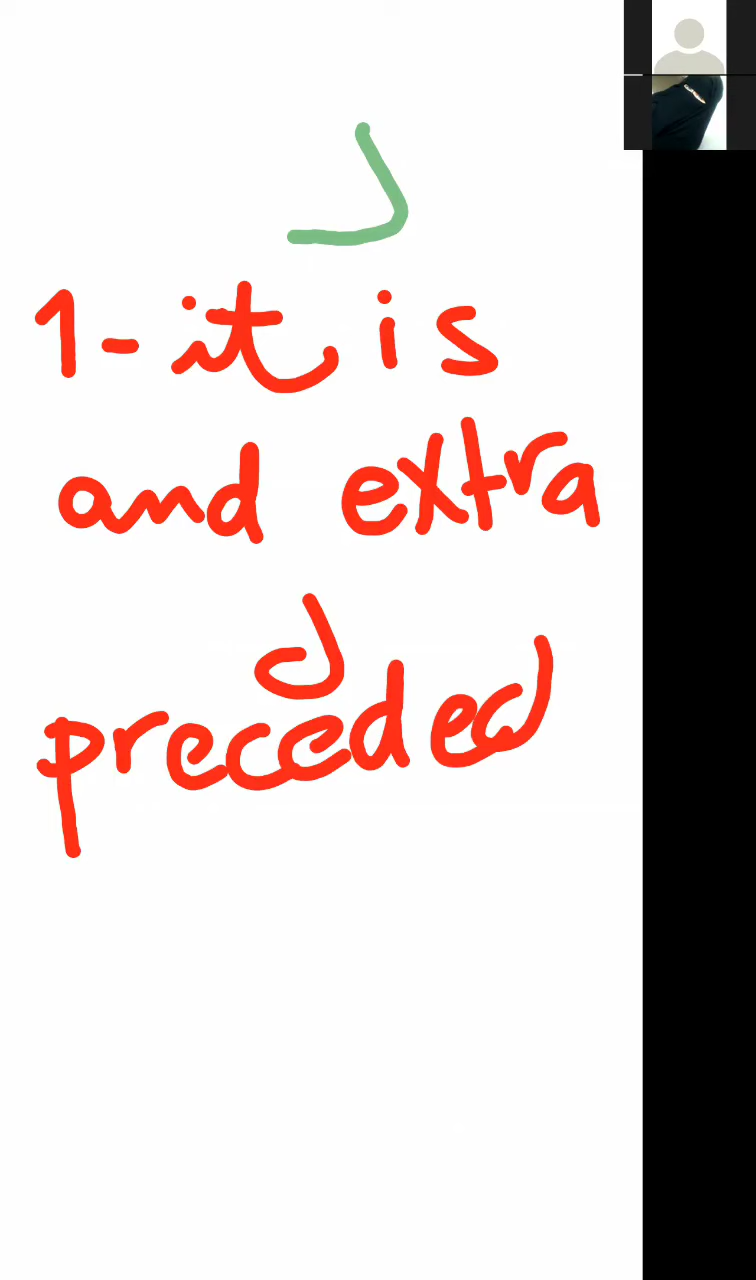 د
1- it is
and extra
ل
preceded